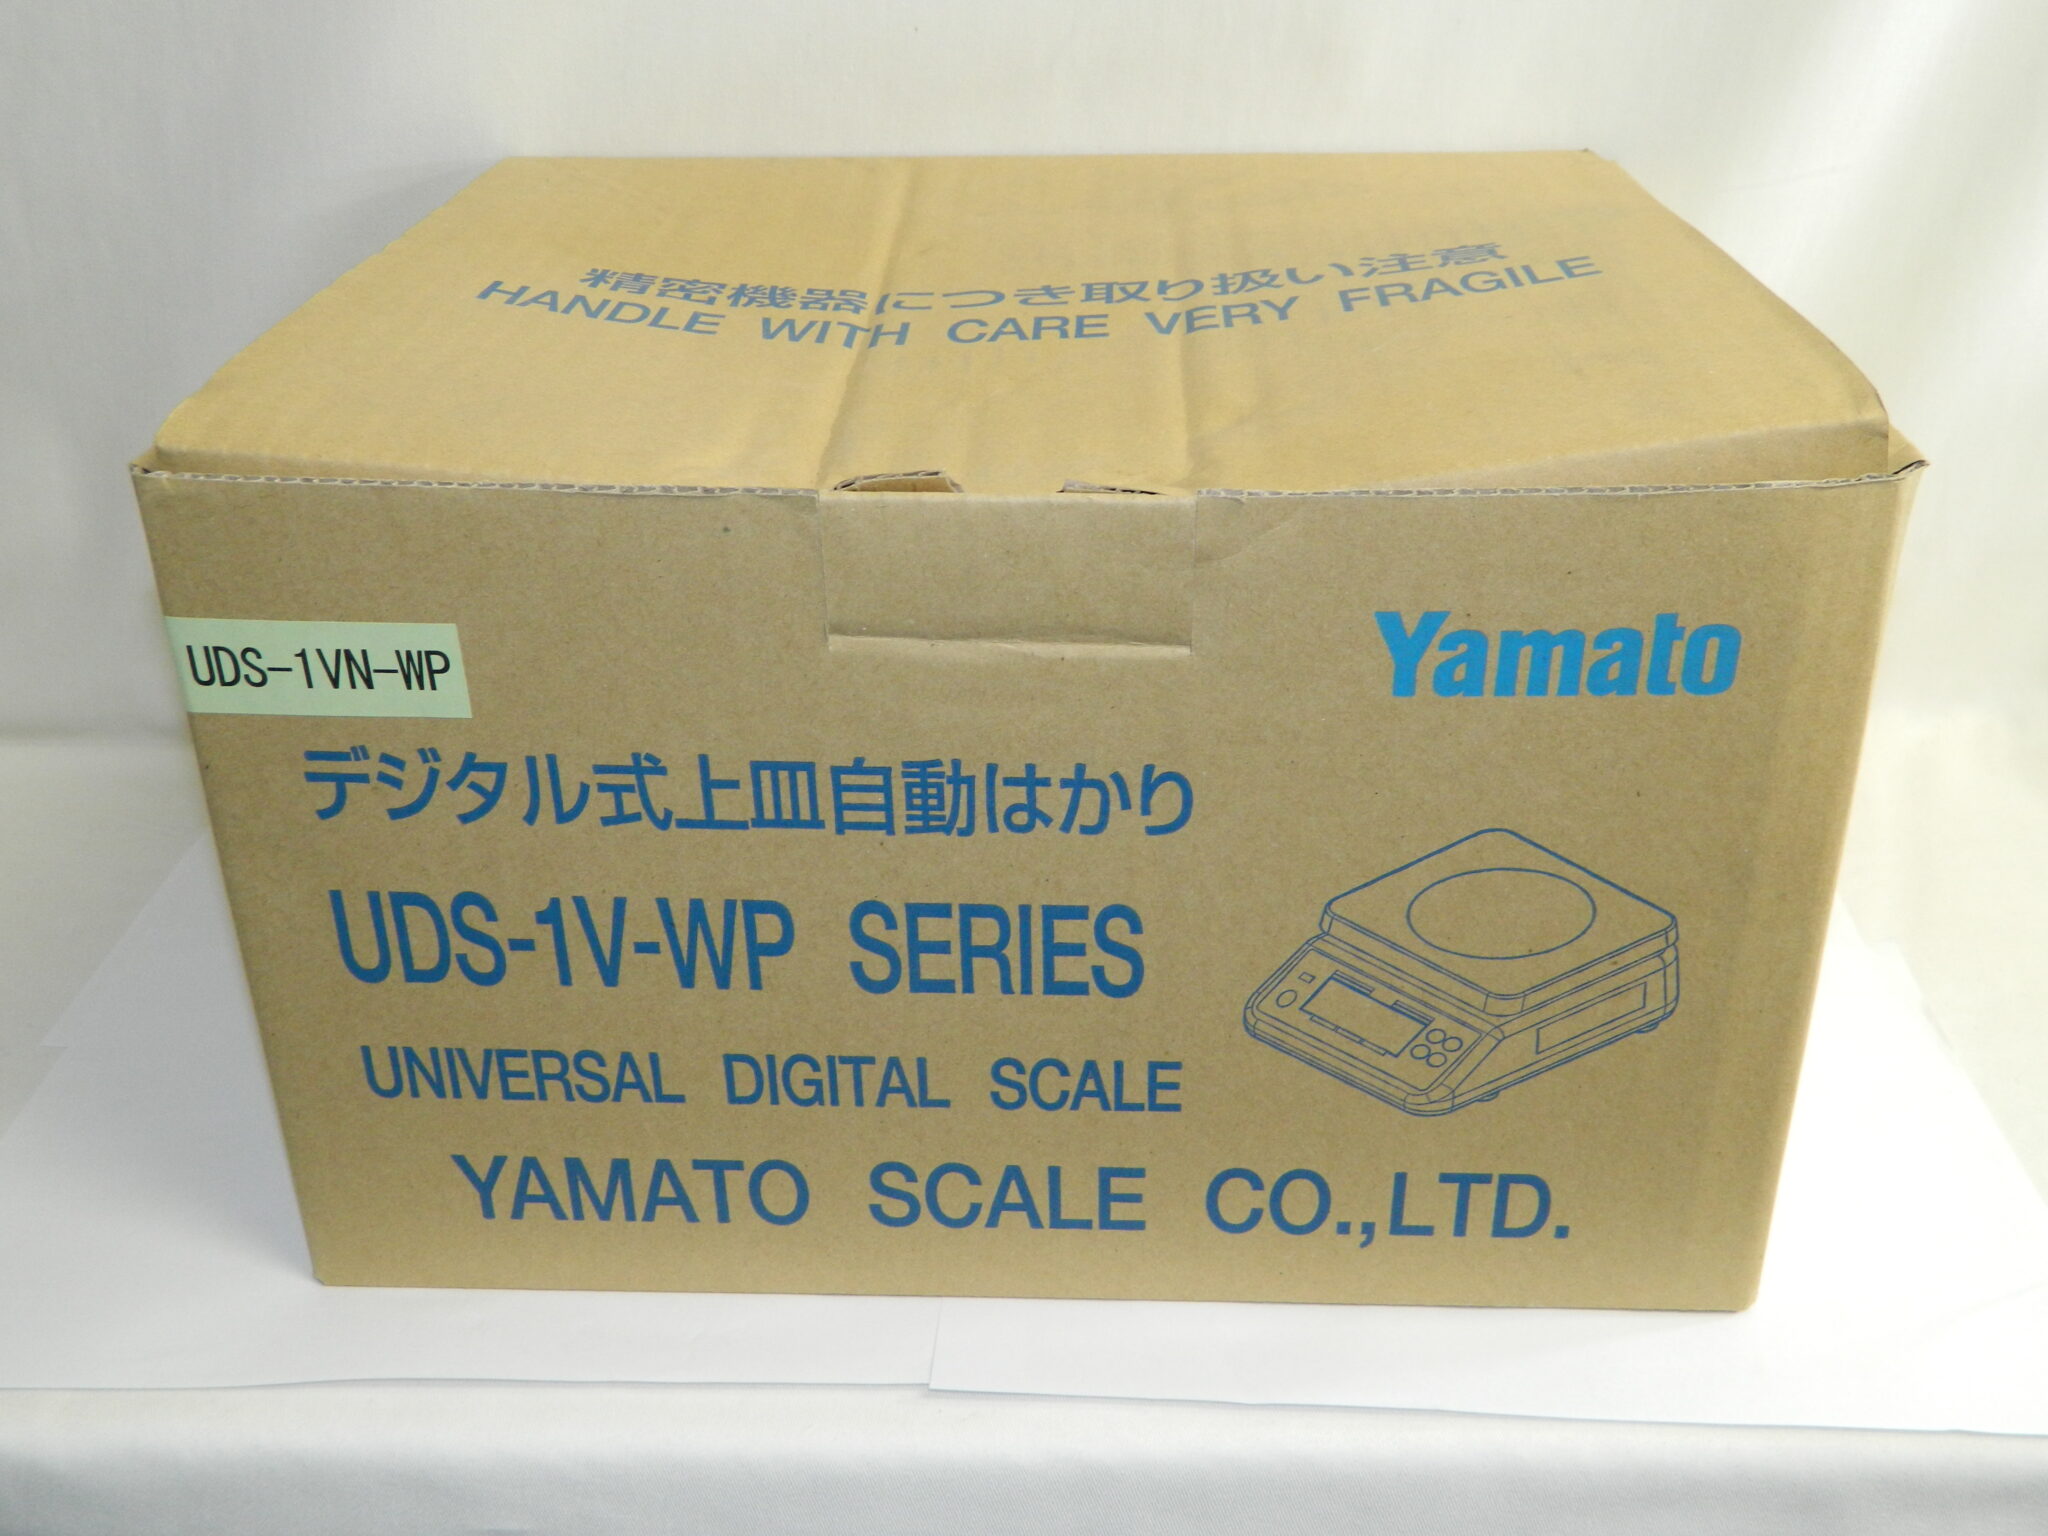 精密機器につき取り扱い注意
HANDLE WITH CARE VERY FRAGILE
Yamato
UDS-1VN-WP
デジタル式上皿自動はかり
UDS-1V-WP SERIES
UNIVERSAL DIGITAL SCALE
YAMATO SCALE CO.,LTD.